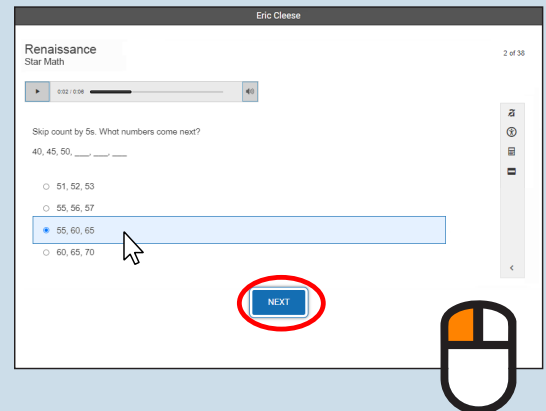 Eric Cleese
Renaissance
Star Math
2 of 36
0:02 / 0:08
Skip count by 5s. What numbers come next?
40, 45, 50, ___, ___, ___
51, 52, 53
55, 56, 57
55, 60, 65
60, 65, 70
NEXT